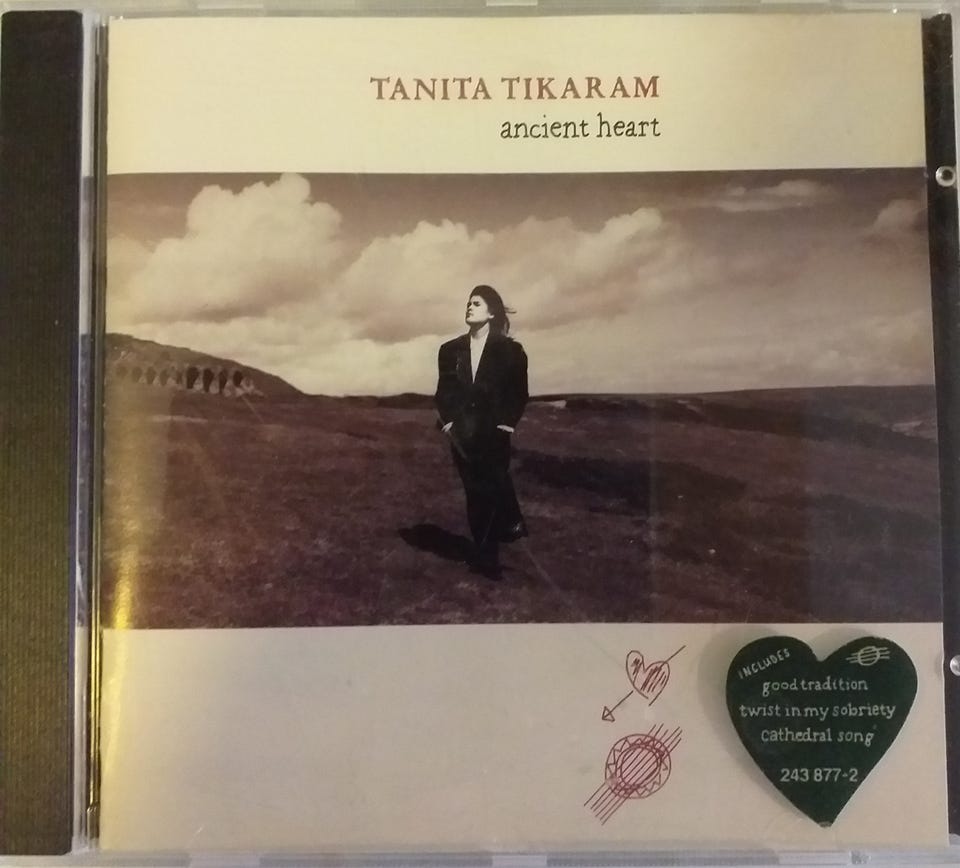 TANITA TIKARAM
ancient heart
INCLUDES
good tradition
twist in my sobriety
cathedral song
243 877-2